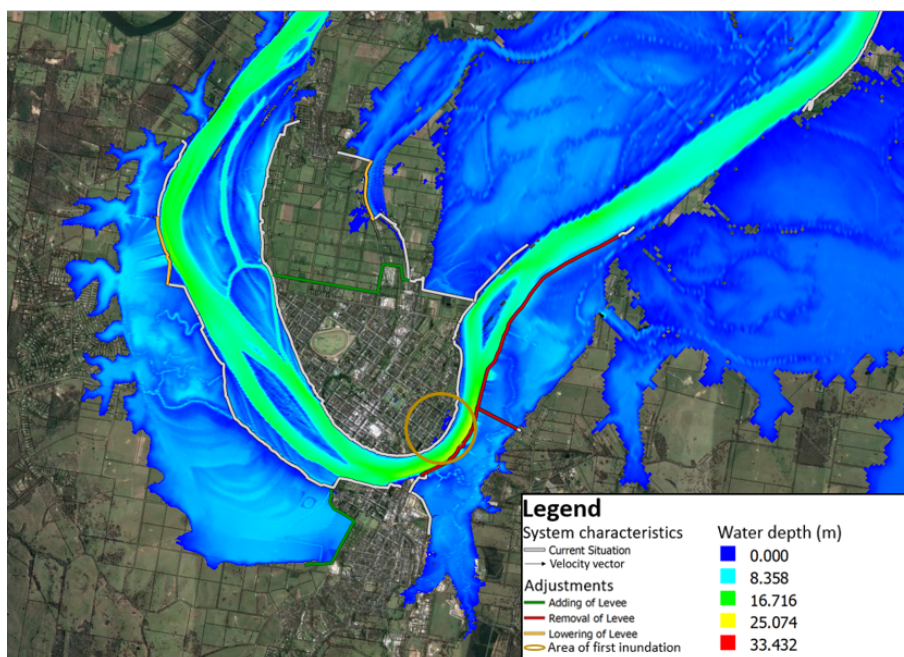 Legend
System characteristics
Current Situation
Velocity vector
Adjustments
Adding of Levee
Removal of Levee
Lowering of Levee
Area of first inundation
Water depth (m)
0.000
8.358
16.716
25.074
33.432